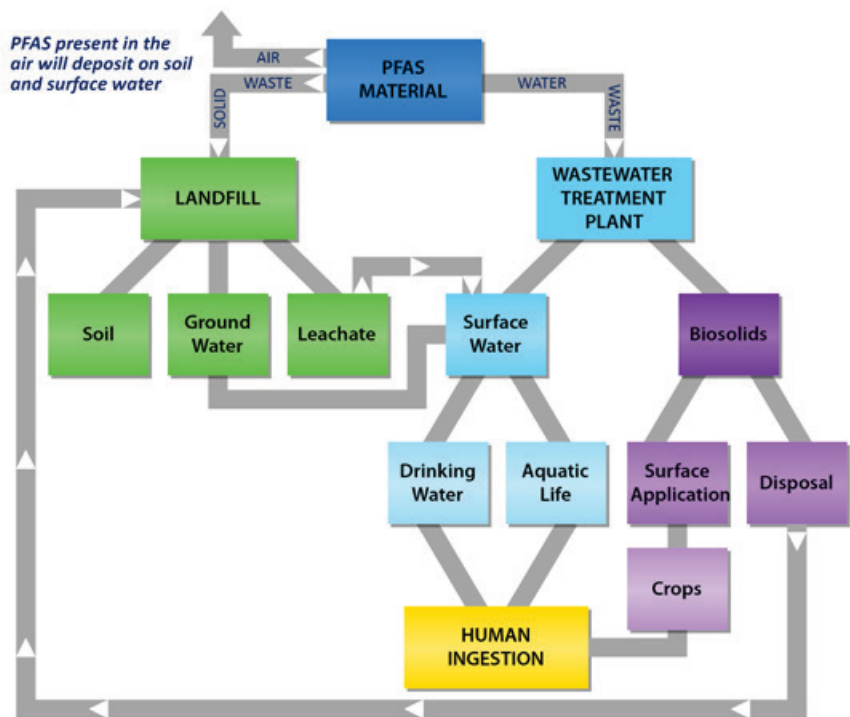 PFAS present in the
air will deposit on soil
and surface water
AIR
PFAS
MATERIAL
WASTE
SOLID
WATER
WASTE
LANDFILL
WASTEWATER
TREATMENT
PLANT
Soil
Ground
Water
Leachate
Surface
Water
Biosolids
Drinking
Water
Aquatic
Life
Surface
Application
Disposal
Crops
HUMAN
INGESTION